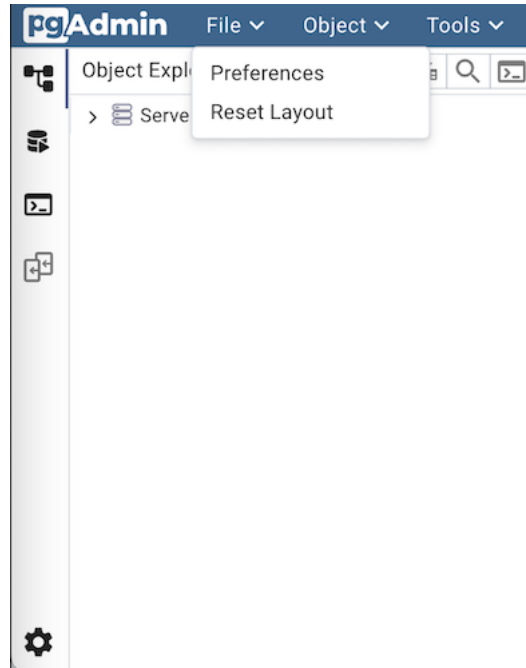 pgAdmin File Object Tools
Object Expl
Preferences
Reset Layout
Serve